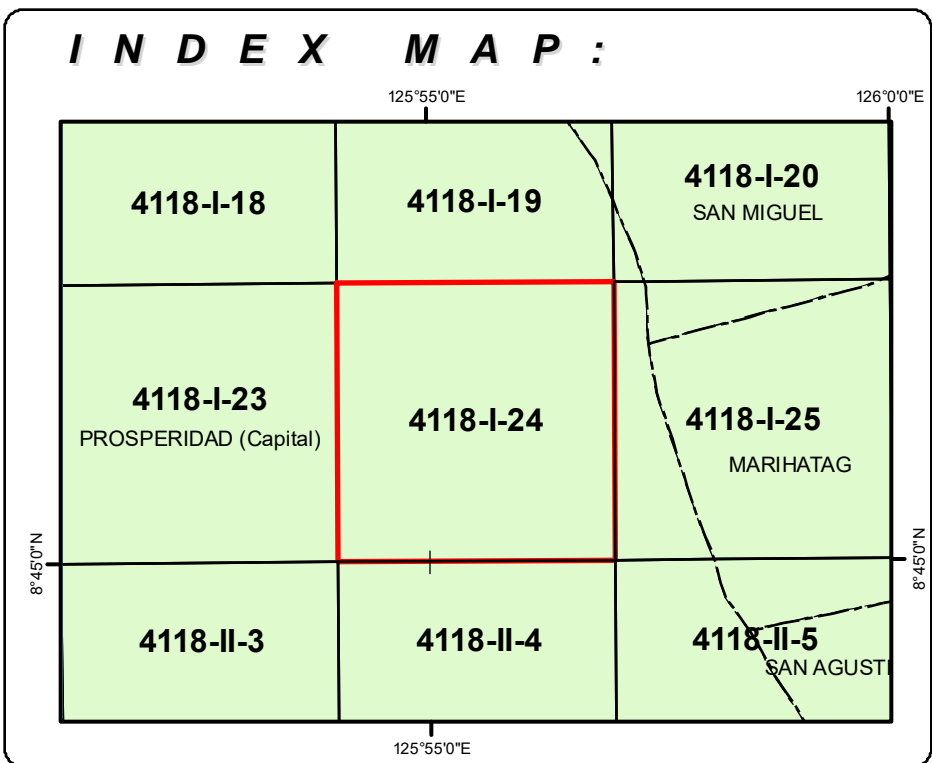 INDEX MAP:
125°55'0"E
126°0'0"E
4118-I-18
4118-I-19
4118-I-20
SAN MIGUEL
4118-I-23
PROSPERIDAD (Capital)
4118-I-24
4118-I-25
MARIHATAG
8°45'0"N
8°45'0"N
4118-II-3
4118-II-4
4118-II-5
SAN AGUSTI
125°55'0"E